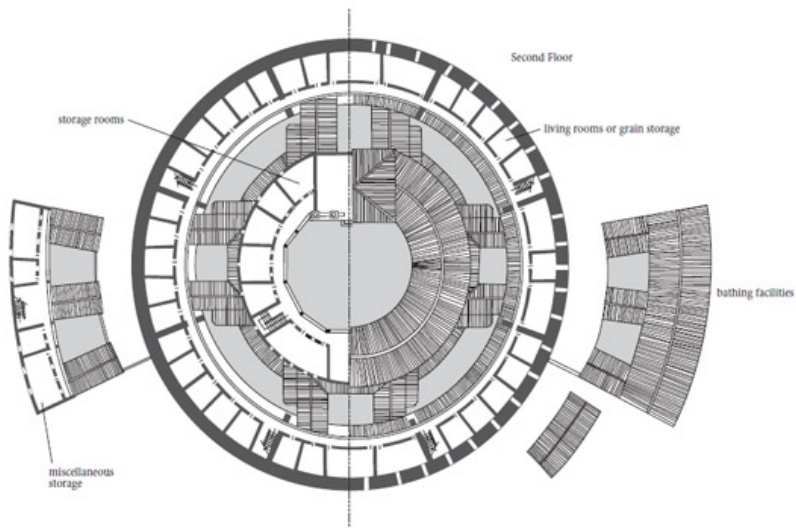 Second Floor
storage rooms
living rooms or grain storage
bathing facilities
miscellaneous
storage